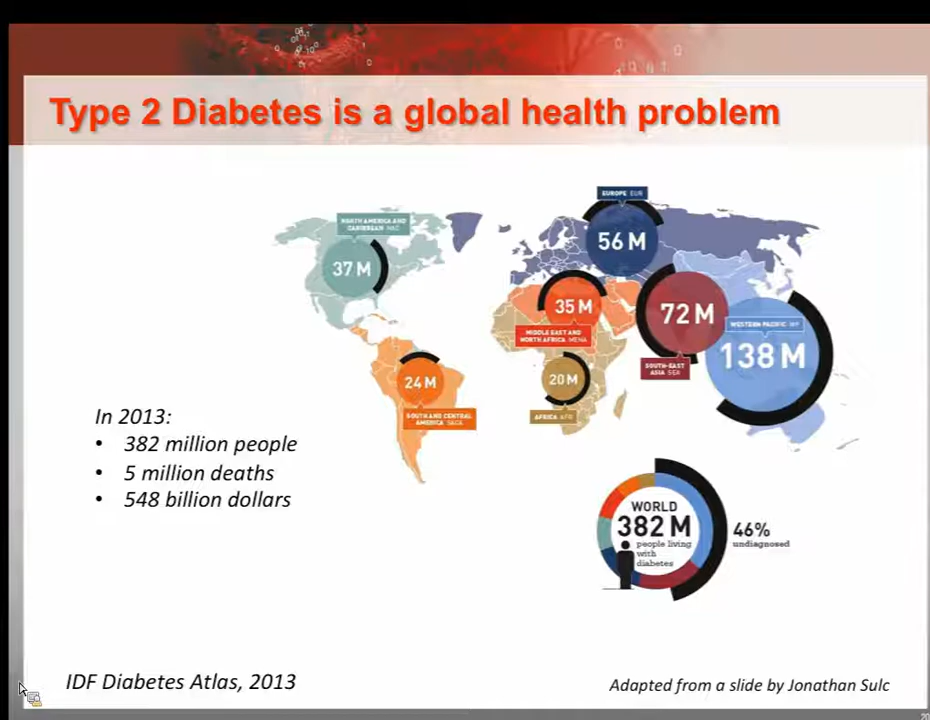 Type 2 Diabetes is a global health problem
EUROPE EUR
56 M
NORTH AMERICA AND
CARIBBEAN NAC
37 M
35 M
MIDDLE EAST AND
NORTH AFRICA MENA
72 M
SOUTH-EAST
ASIA SEA
WESTERN PACIFIC WP
138 M
24 M
SOUTH AND CENTRAL
AMERICA SACA
20 M
AFRICA AFR
In 2013:
• 382 million people
• 5 million deaths
• 548 billion dollars
WORLD
382 M
people living
with
diabetes
46%
undiagnosed
IDF Diabetes Atlas, 2013
Adapted from a slide by Jonathan Sulc